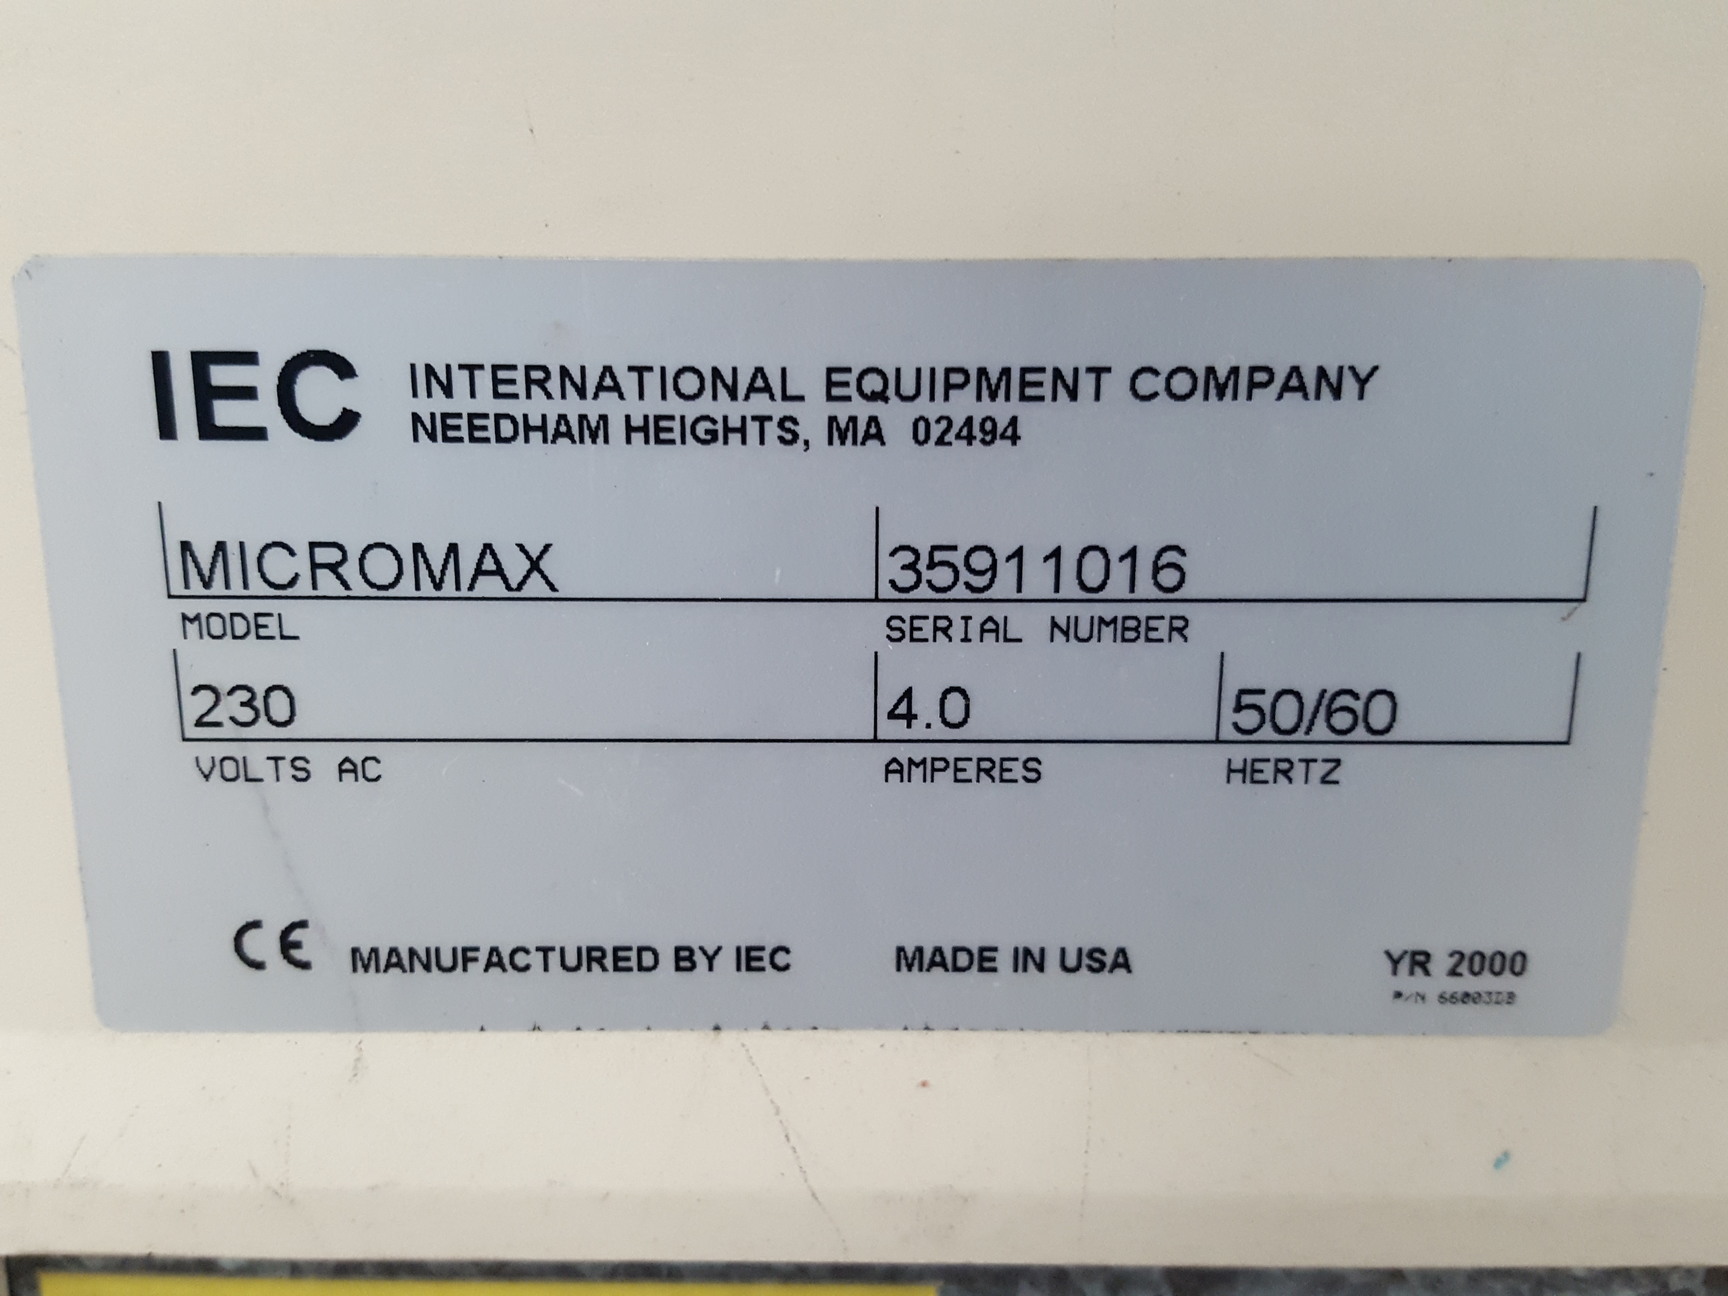 IEC INTERNATIONAL EQUIPMENT COMPANY
NEEDHAM HEIGHTS, MA 02494
MICROMAX 35911016
MODEL SERIAL NUMBER
230 4.0 50/60
VOLTS AC AMPERES HERTZ
CE MANUFACTURED BY IEC MADE IN USA YR 2000
P/N